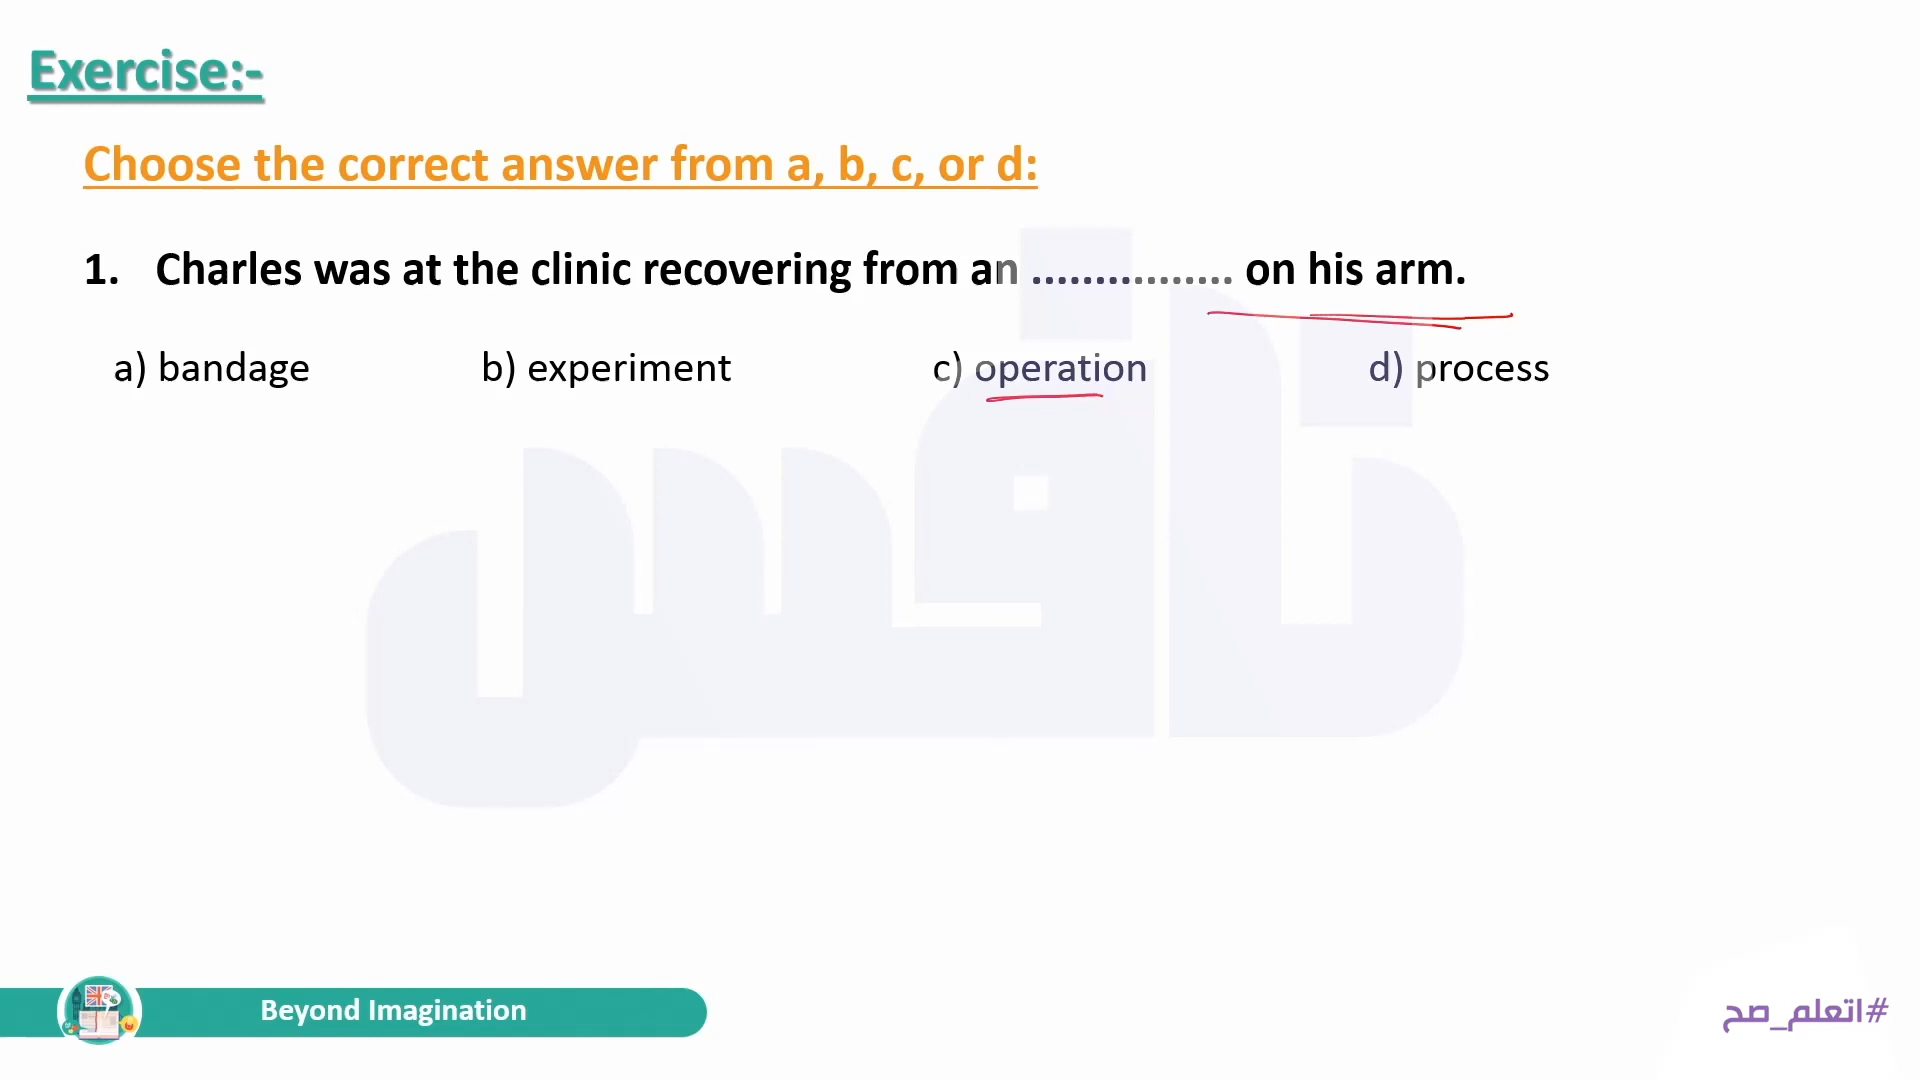 Exercise:-
Choose the correct answer from a, b, c, or d:
1. Charles was at the clinic recovering from an ................ on his arm.
a) bandage b) experiment c) operation d) process
نافس
Beyond Imagination
#اتعلم_صح